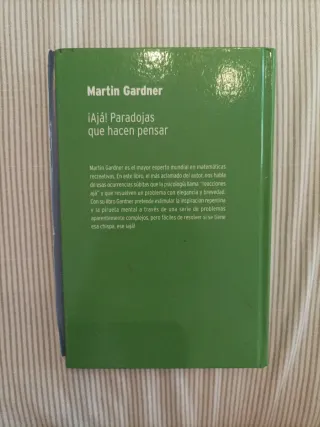 Martin Gardner
¡Ajá! Paradojas
que hacen pensar
Martin Gardner es el mayor experto mundial en matemáticas
recreativas. En este libro, el más aclamado del autor, nos habla
de esas ocurrencias súbitas que la psicología llama "reacciones
ajá" y que resuelven un problema con elegancia y brevedad.
Con su libro Gardner pretende estimular la inspiración repentina
y la pirueta mental a través de una serie de problemas
aparentemente complejos, pero fáciles de resolver si se tiene
ese chispa, ese ¡ajá!